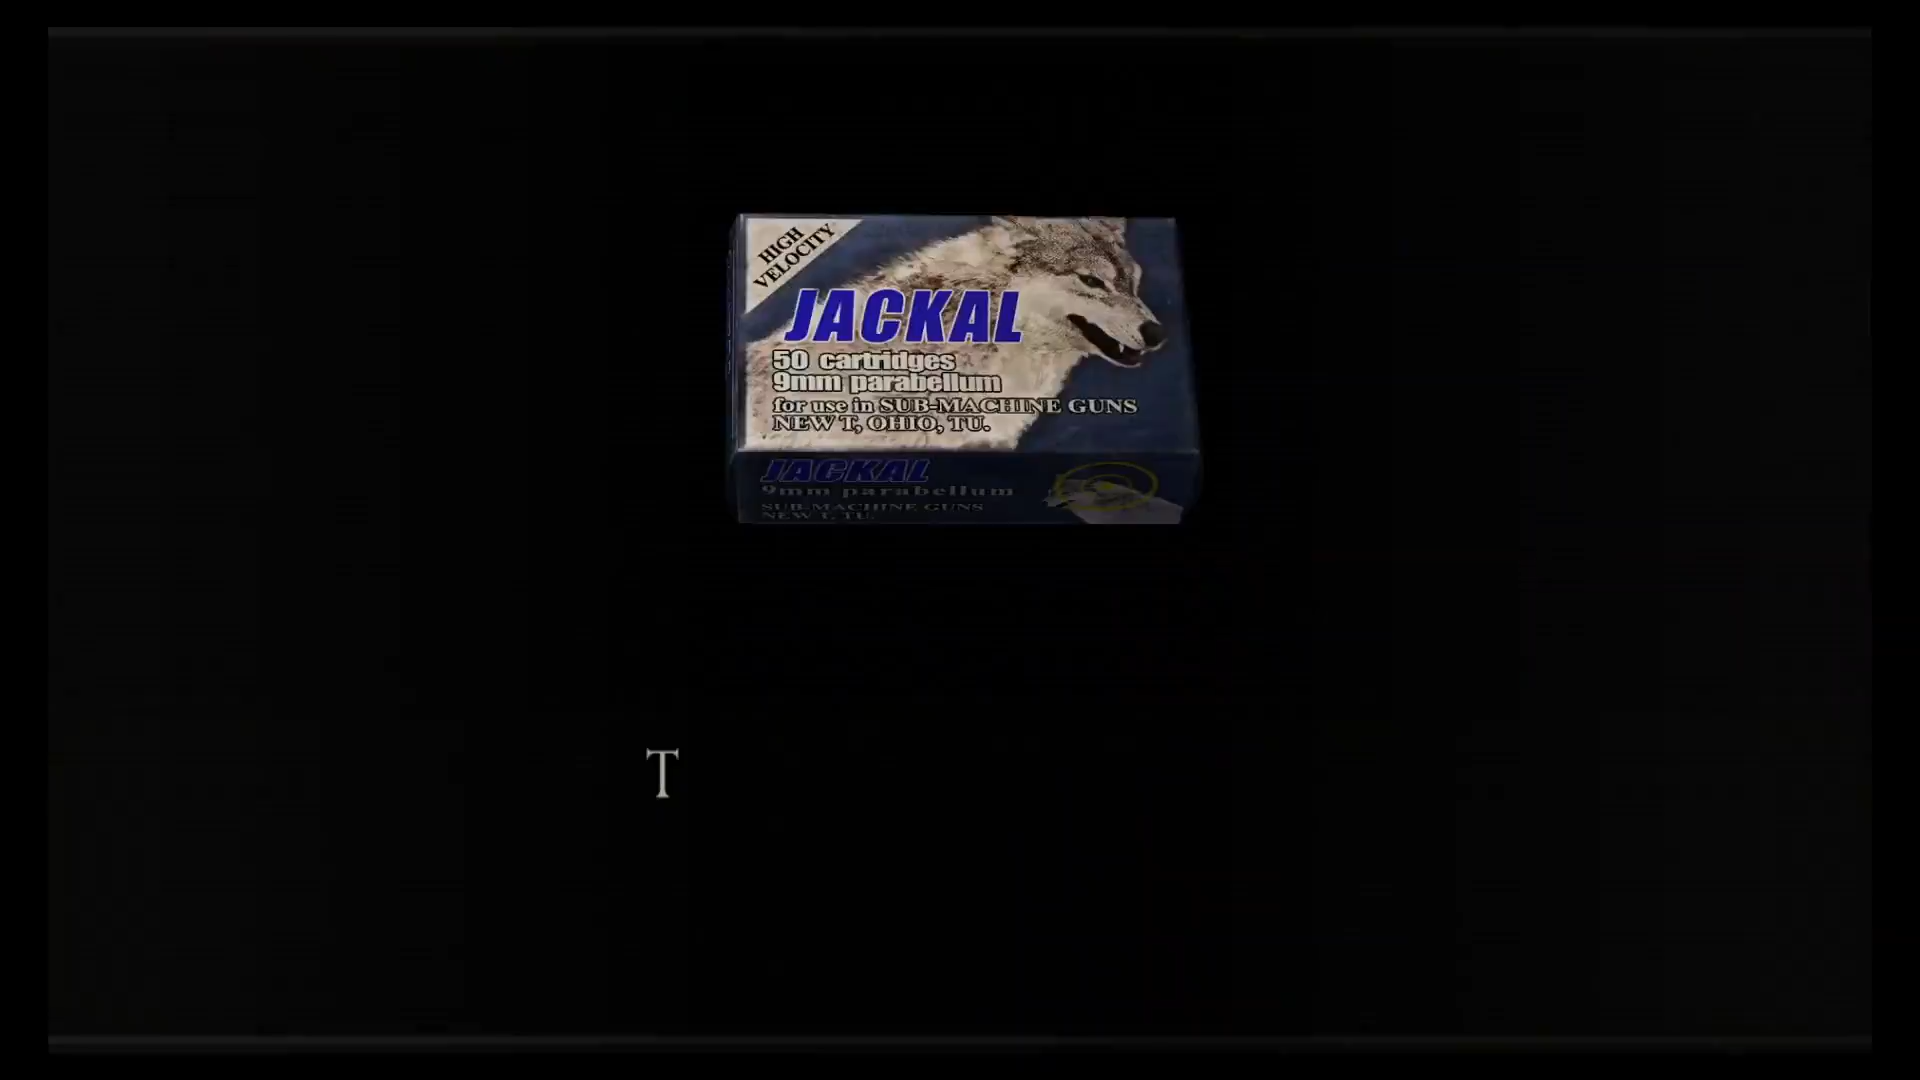 HIGH
VELOCITY
JACKAL
50 cartridges
9mm parabellum
for use in SUB-MACHINE GUNS
NEW T, OHIO, TU.
JACKAL
9mm parabellum
SUB-MACHINE GUNS
NEW T, TU.
T